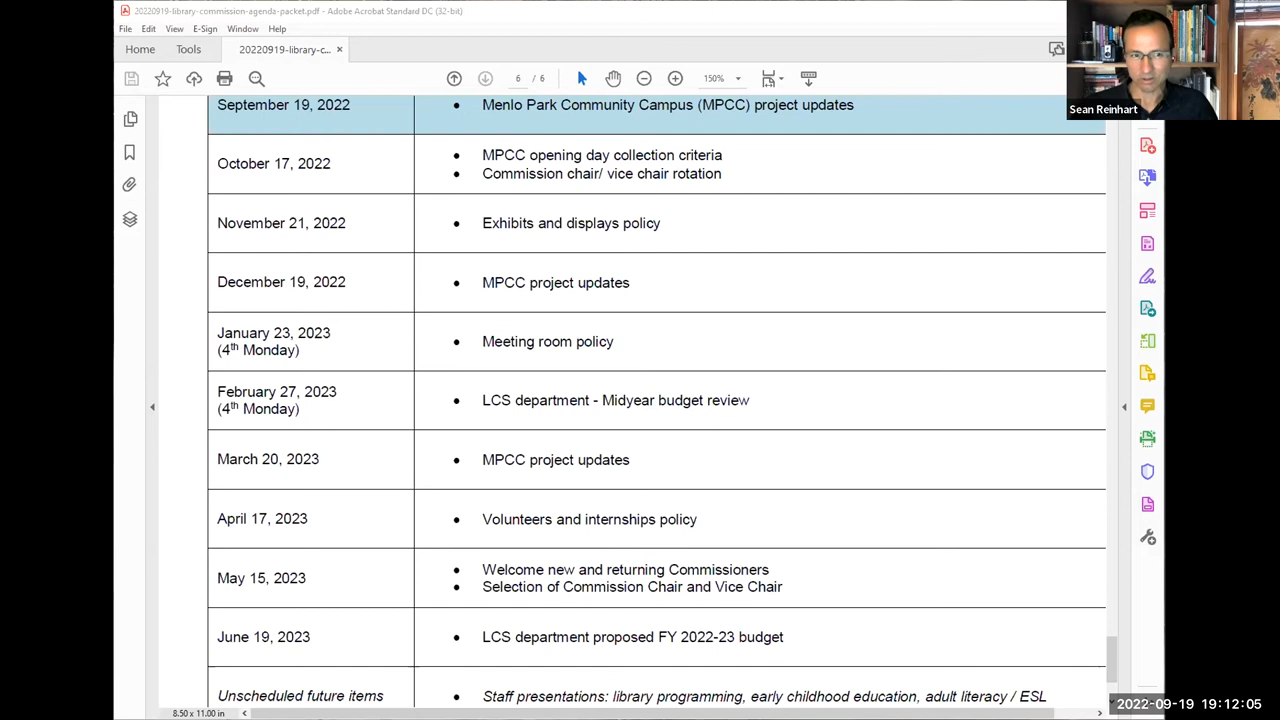 20220919-library-commission-agenda-packet.pdf - Adobe Acrobat Standard DC (32-bit)
File Edit View E-Sign Window Help
Home Tools 20220919-library-c... ×
6 / 6 150%
September 19, 2022 • Menlo Park Community Campus (MPCC) project updates
October 17, 2022 • MPCC opening day collection criteria
• Commission chair/ vice chair rotation
November 21, 2022 • Exhibits and displays policy
December 19, 2022 • MPCC project updates
January 23, 2023
(4th Monday) • Meeting room policy
February 27, 2023
(4th Monday) • LCS department - Midyear budget review
March 20, 2023 • MPCC project updates
April 17, 2023 • Volunteers and internships policy
May 15, 2023 • Welcome new and returning Commissioners
• Selection of Commission Chair and Vice Chair
June 19, 2023 • LCS department proposed FY 2022-23 budget
Unscheduled future items • Staff presentations: library programming, early childhood education, adult literacy / ESL
8.50 x 11.00 in
Sean Reinhart
2022-09-19 19:12:05